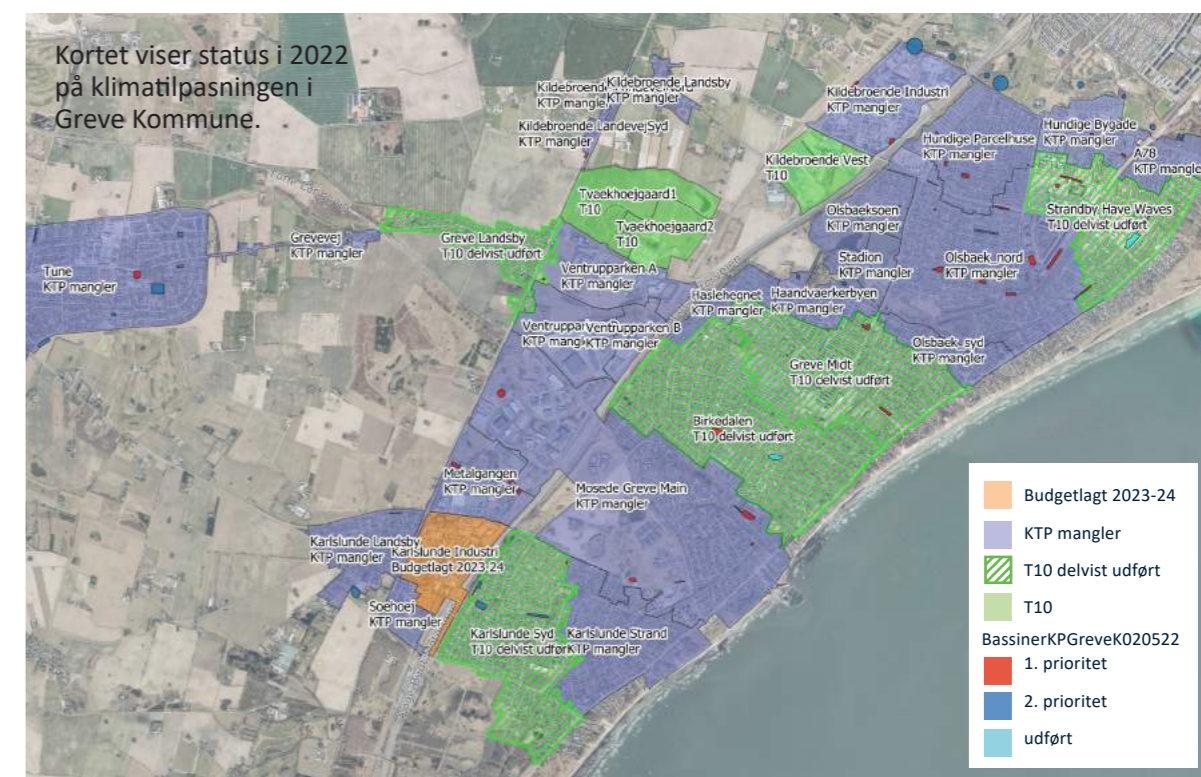 Kortet viser status i 2022
på klimatilpasningen i
Greve Kommune.
Kildebroende Landsby
KTP mangler
KTP mangler
Kildebroende LandevejSyd
KTP mangler
Kildebroende Industri
KTP mangler
Hundige Parcelhuse
KTP mangler
Hundige Bygade
KTP mangler
A78
KTP mangle
Kildebroende Vest
T10
Tvaekhoejgaard1
T10
Tvaekhoejgaard2
T10
Strandby Have Waves
T10 delvist udført
Olsbaeksoen
KTP mangler
Grevevej
KTP mangler
Greve Landsby
T10 delvist udført
Stadion
KTP mangler
Olsbaek_nord
KTP mangler
Tune
KTP mangler
Ventrupparken A
KTP mangler
Haslehegnet
KTP mangler
Haandvaerkerbyen
KTP mangler
Ventrupparken B
KTP mangler
Olsbaek_syd
KTP mangler
Greve Midt
T10 delvist udført
Birkedalen
T10 delvist udført
Metalgangen
KTP mangler
Mosede Greve Main
KTP mangler
Karlslunde Landsby
KTP mangler
Karlslunde Industri
Budgetlagt 2023-24
Soehoej
KTP mangler
Karlslunde Syd
T10 delvist udført
Karlslunde Strand
KTP mangler
Budgetlagt 2023-24
KTP mangler
T10 delvist udført
T10
BassinerKPGreveK020522
1. prioritet
2. prioritet
udført